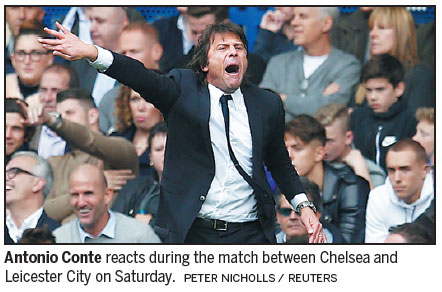 Antonio Conte reacts during the match between Chelsea and
Leicester City on Saturday. PETER NICHOLLS / REUTERS